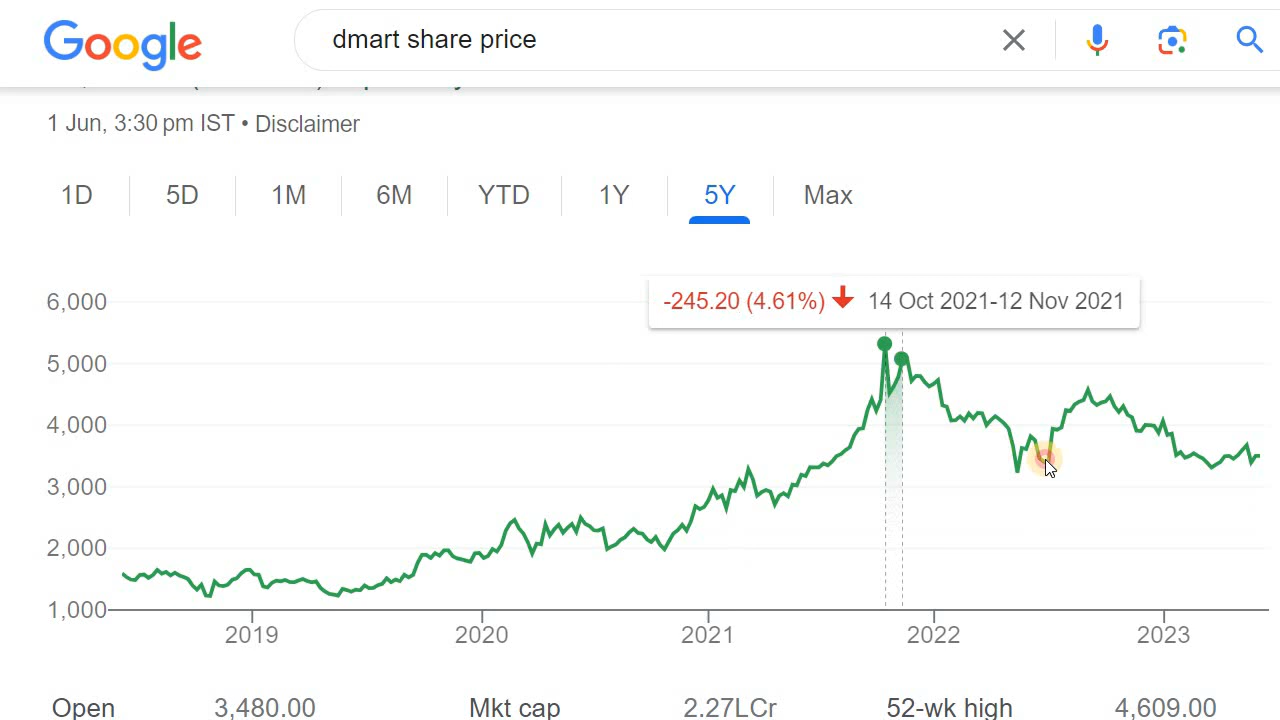 Google
dmart share price
1 Jun, 3:30 pm IST • Disclaimer
1D 5D 1M 6M YTD 1Y 5Y Max
-245.20 (4.61%) 14 Oct 2021-12 Nov 2021
6,000
5,000
4,000
3,000
2,000
1,000
2019 2020 2021 2022 2023
Open 3,480.00 Mkt cap 2.27LCr 52-wk high 4,609.00